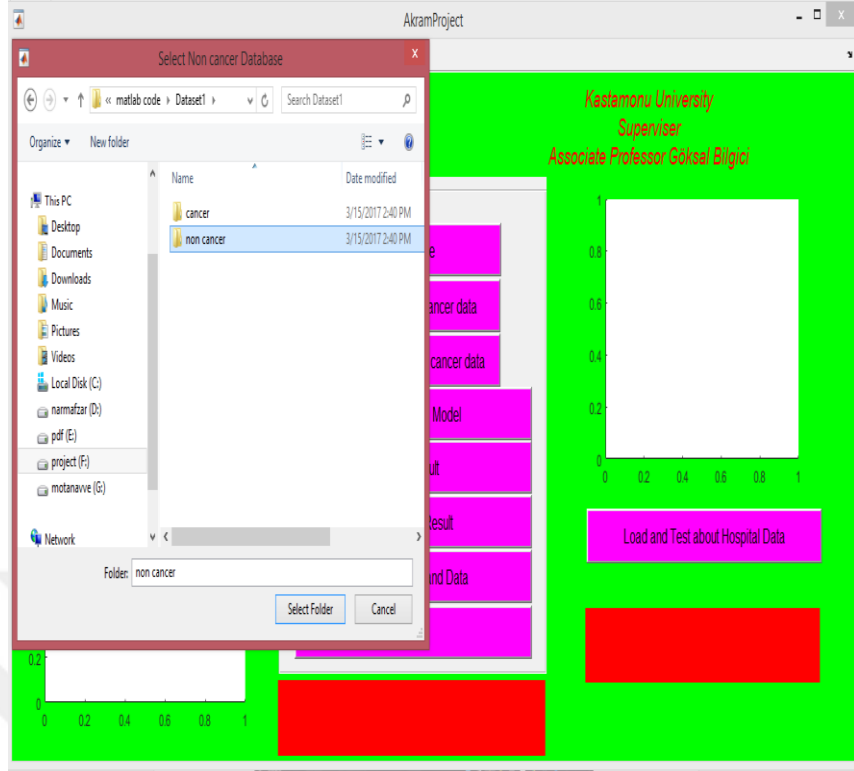 AkramProject
Select Non cancer Database
« matlab code ▸ Dataset1 ▸
Search Dataset1
Organize ▾ New folder
Name Date modified
This PC
Desktop
Documents
Downloads
Music
Pictures
Videos
Local Disk (C:)
narmafzar (D:)
pdf (E:)
project (F:)
motanavve (G:)
Network
cancer 3/15/2017 2:40 PM
non cancer 3/15/2017 2:40 PM
Folder: non cancer
Select Folder Cancel
Kastamonu University
Superviser
Associate Professor Göksal Bilgici
cancer data
Model
Result
Data
1
0.8
0.6
0.4
0.2
0
0 0.2 0.4 0.6 0.8 1
Load and Test about Hospital Data
0.2
0
0 0.2 0.4 0.6 0.8 1